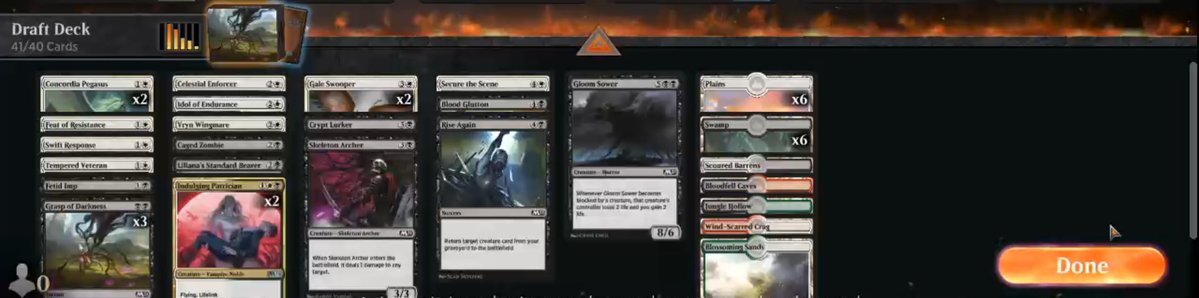 Draft Deck
41/40 Cards
Concordia Pegasus
x2
Feat of Resistance
Swift Response
Tempered Veteran
Fetid Imp
Grasp of Darkness
x3
Celestial Enforcer
Idol of Endurance
Vryn Wingmare
Caged Zombie
Liliana's Standard Bearer
Indulging Patrician
x2
Creature — Vampire Noble
Flying, Lifelink
Gale Swooper
x2
Crypt Lurker
Skeleton Archer
Creature — Skeleton Archer
When Skeleton Archer enters the
battlefield, it deals 1 damage to any
target.
3/3
Secure the Scene
Blood Glutton
Rise Again
Sorcery
Return target creature card from your
graveyard to the battlefield.
Gloom Sower
Creature — Horror
Whenever Gloom Sower becomes
blocked by a creature, that creature's
controller loses 2 life and you gain 2
life.
8/6
Plains
x6
Swamp
x6
Scoured Barrens
Bloodfell Caves
Jungle Hollow
Wind-Scarred Crag
Blossoming Sands
0
Done